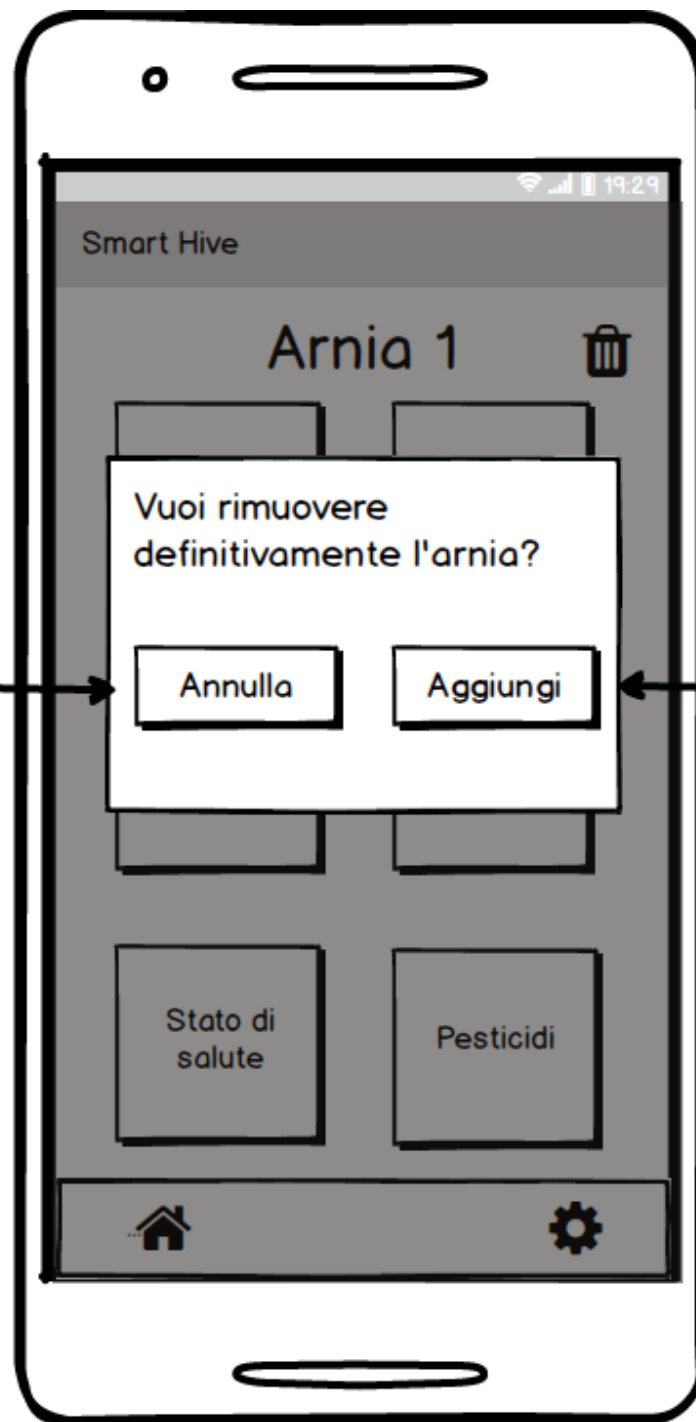 19:29
Smart Hive
Arnia 1
Vuoi rimuovere
definitivamente l'arnia?
Annulla
Aggiungi
Stato di
salute
Pesticidi